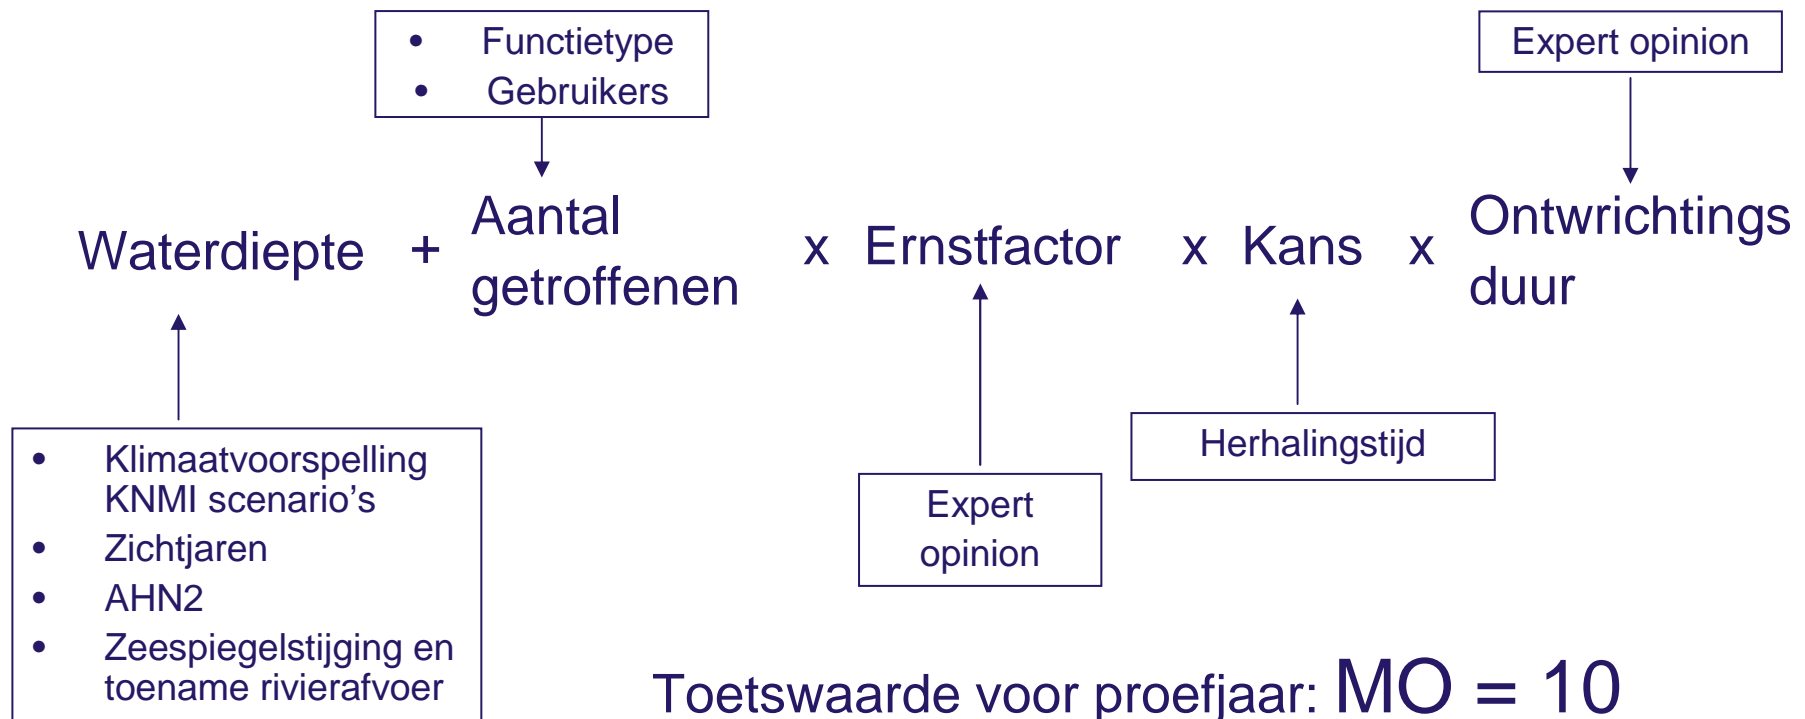 • Functietype
• Gebruikers
Expert opinion
Waterdiepte + Aantal getroffenen x Ernstfactor x Kans x Ontwrichtings duur
• Klimaatvoorspelling
KNMI scenario's
• Zichtjaren
• AHN2
• Zeespiegelstijging en
toename rivierafvoer
Expert
opinion
Herhalingstijd
Toetswaarde voor proefjaar: MO = 10